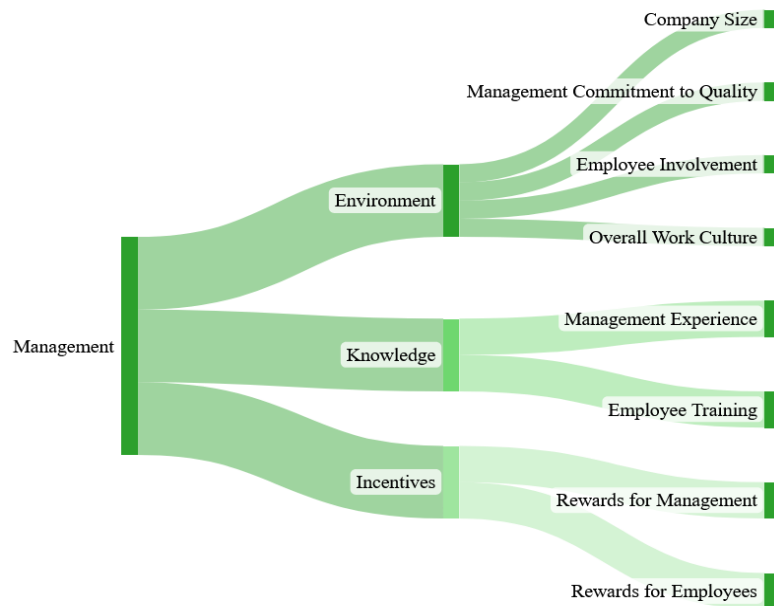 Company Size
Management Commitment to Quality
Employee Involvement
Environment
Overall Work Culture
Management Experience
Management
Knowledge
Employee Training
Incentives
Rewards for Management
Rewards for Employees